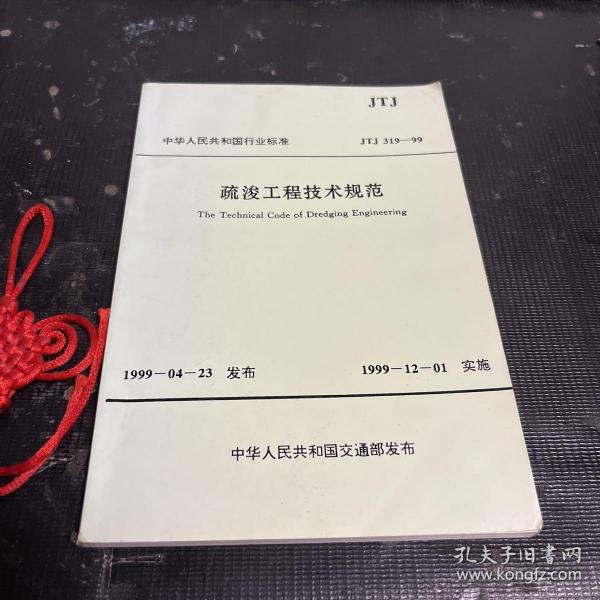 JTJ
中华人民共和国行业标准 JTJ 319—99
疏浚工程技术规范
The Technical Code of Dredging Engineering
1999—04—23 发布 1999—12—01 实施
中华人民共和国交通部发布
孔夫子旧书网
www.kongfz.com